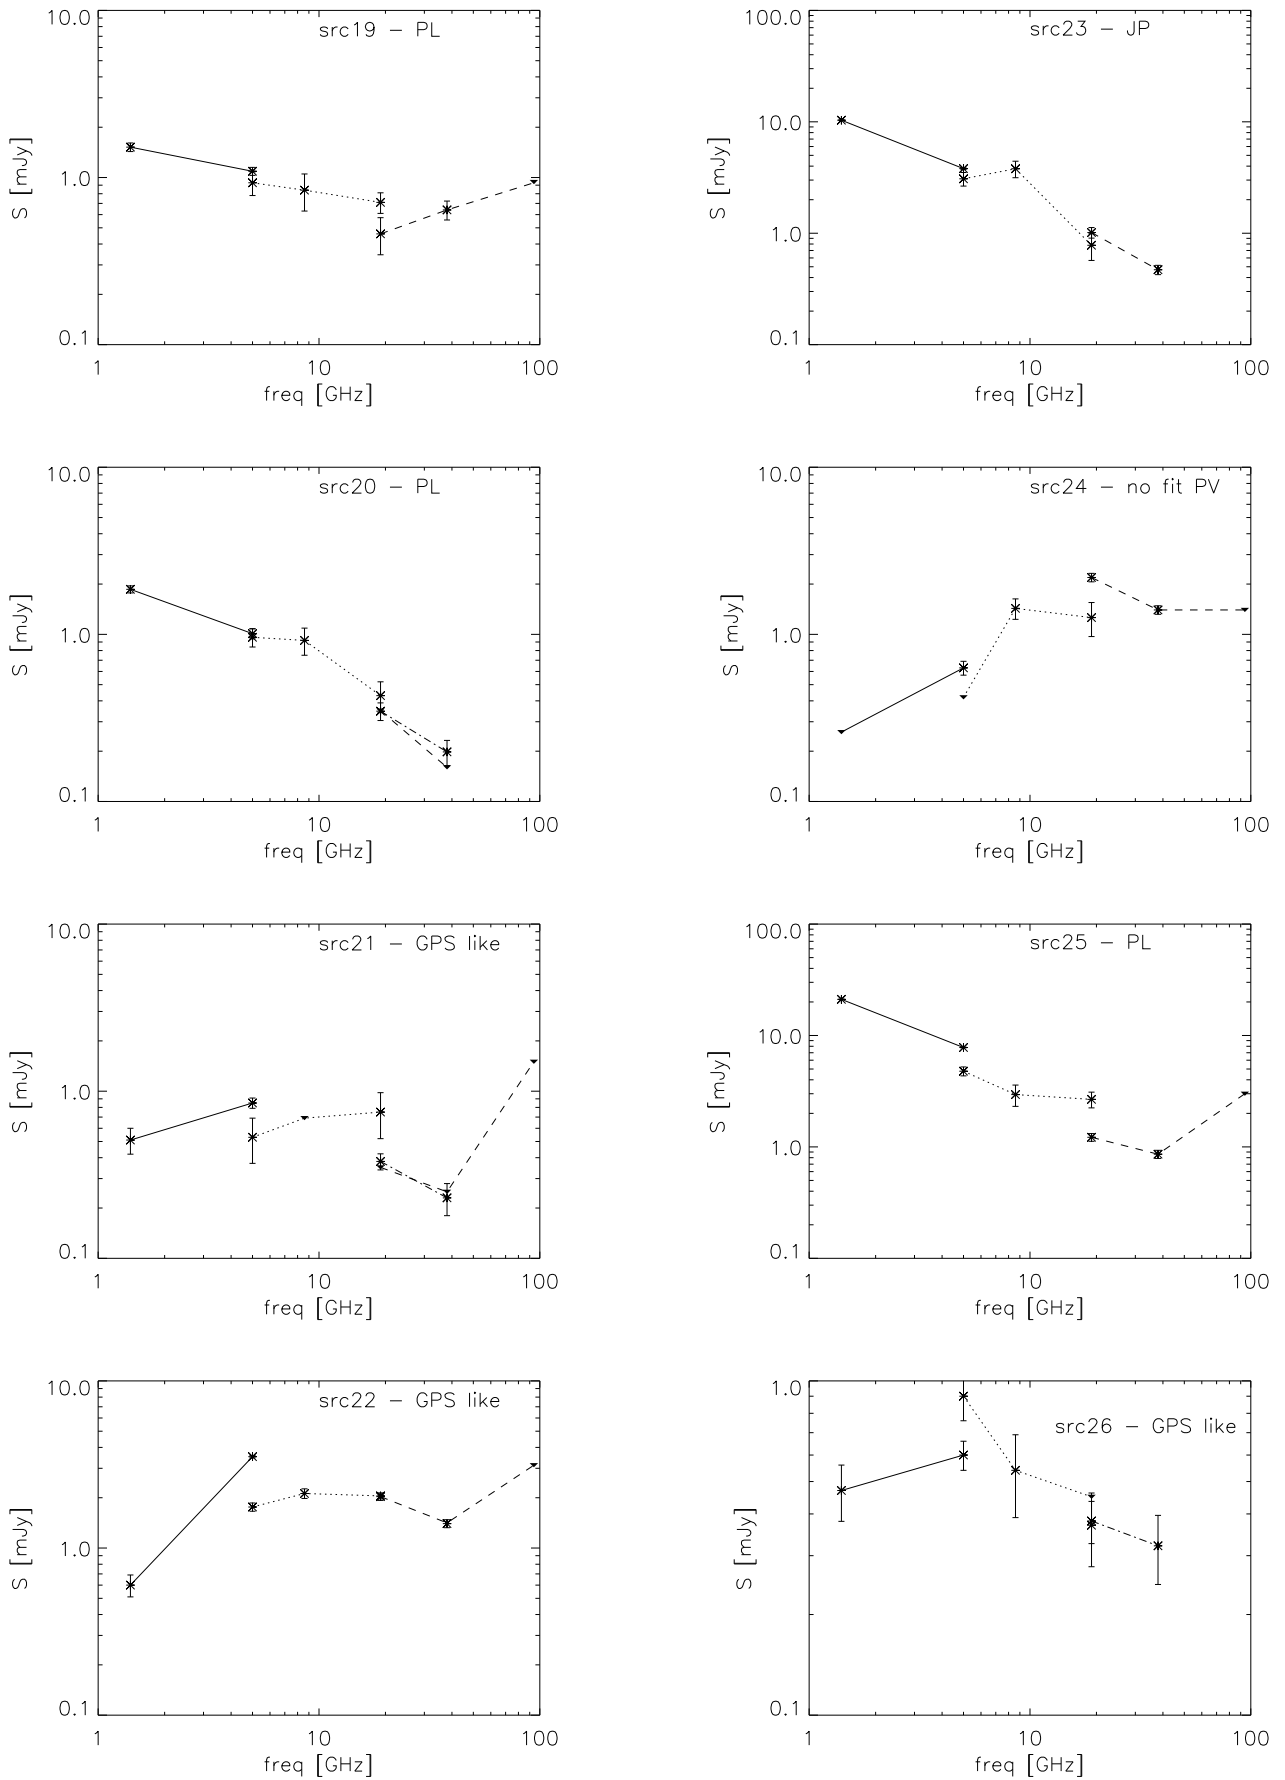 src19 – PL
S [mJy]
10.0
1.0
0.1
1
10
100
freq [GHz]
src23 – JP
S [mJy]
100.0
10.0
1.0
0.1
1
10
100
freq [GHz]
src20 – PL
S [mJy]
10.0
1.0
0.1
1
10
100
freq [GHz]
src24 – no fit PV
S [mJy]
10.0
1.0
0.1
1
10
100
freq [GHz]
src21 – GPS like
S [mJy]
10.0
1.0
0.1
1
10
100
freq [GHz]
src25 – PL
S [mJy]
100.0
10.0
1.0
0.1
1
10
100
freq [GHz]
src22 – GPS like
S [mJy]
10.0
1.0
0.1
1
10
100
freq [GHz]
src26 – GPS like
S [mJy]
1.0
0.1
1
10
100
freq [GHz]